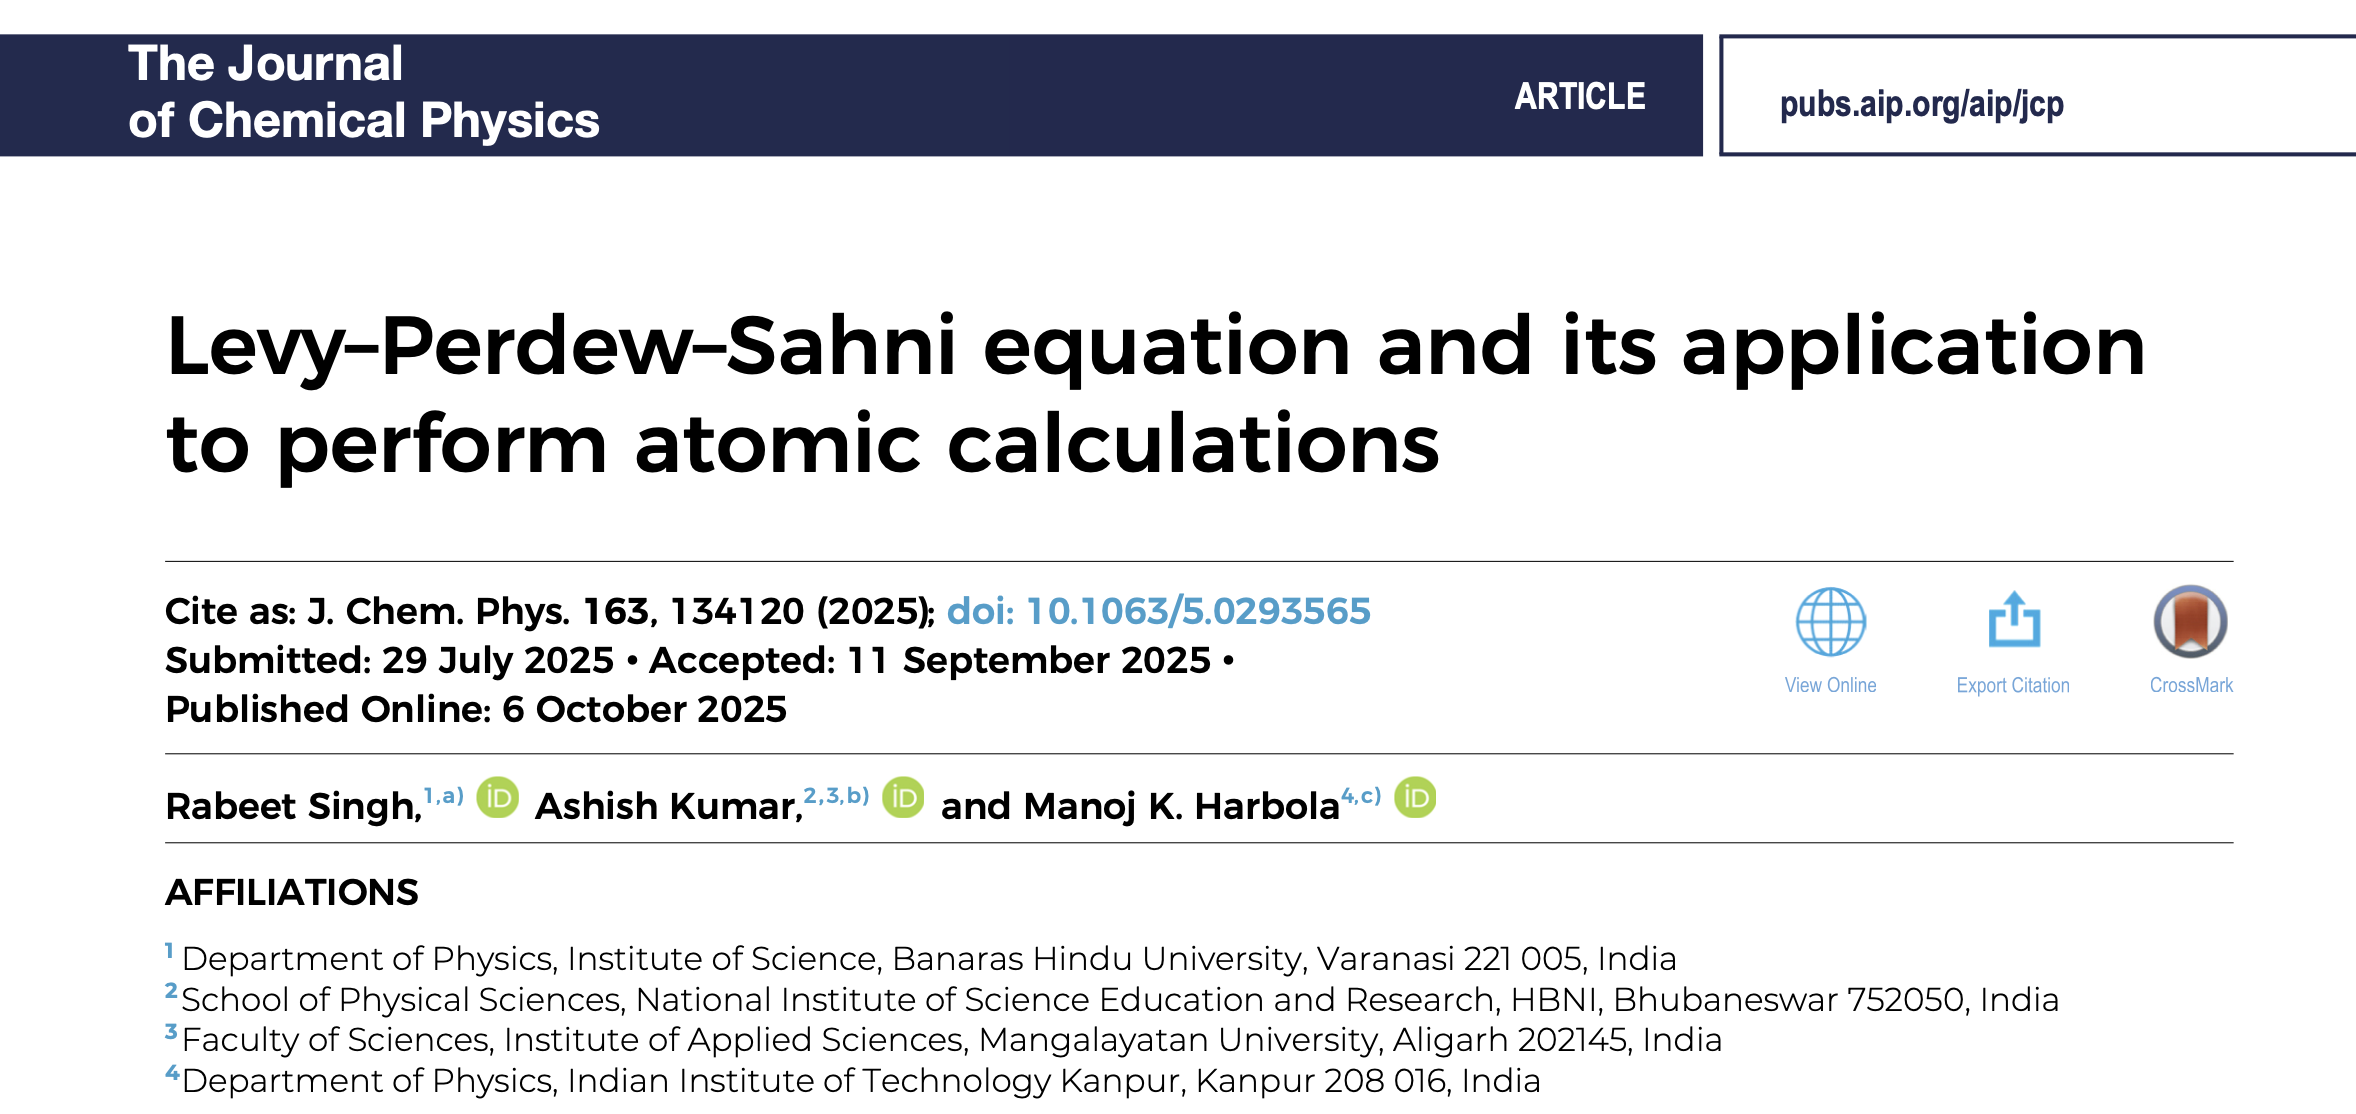 The Journal
of Chemical Physics
ARTICLE
pubs.aip.org/aip/jcp
Levy–Perdew–Sahni equation and its application
to perform atomic calculations
Cite as: J. Chem. Phys. 163, 134120 (2025); doi: 10.1063/5.0293565
Submitted: 29 July 2025 • Accepted: 11 September 2025 •
Published Online: 6 October 2025
View Online
Export Citation
CrossMark
Rabeet Singh,1,a) iD Ashish Kumar,2,3,b) iD and Manoj K. Harbola4,c) iD
AFFILIATIONS
1 Department of Physics, Institute of Science, Banaras Hindu University, Varanasi 221 005, India
2 School of Physical Sciences, National Institute of Science Education and Research, HBNI, Bhubaneswar 752050, India
3 Faculty of Sciences, Institute of Applied Sciences, Mangalayatan University, Aligarh 202145, India
4 Department of Physics, Indian Institute of Technology Kanpur, Kanpur 208 016, India